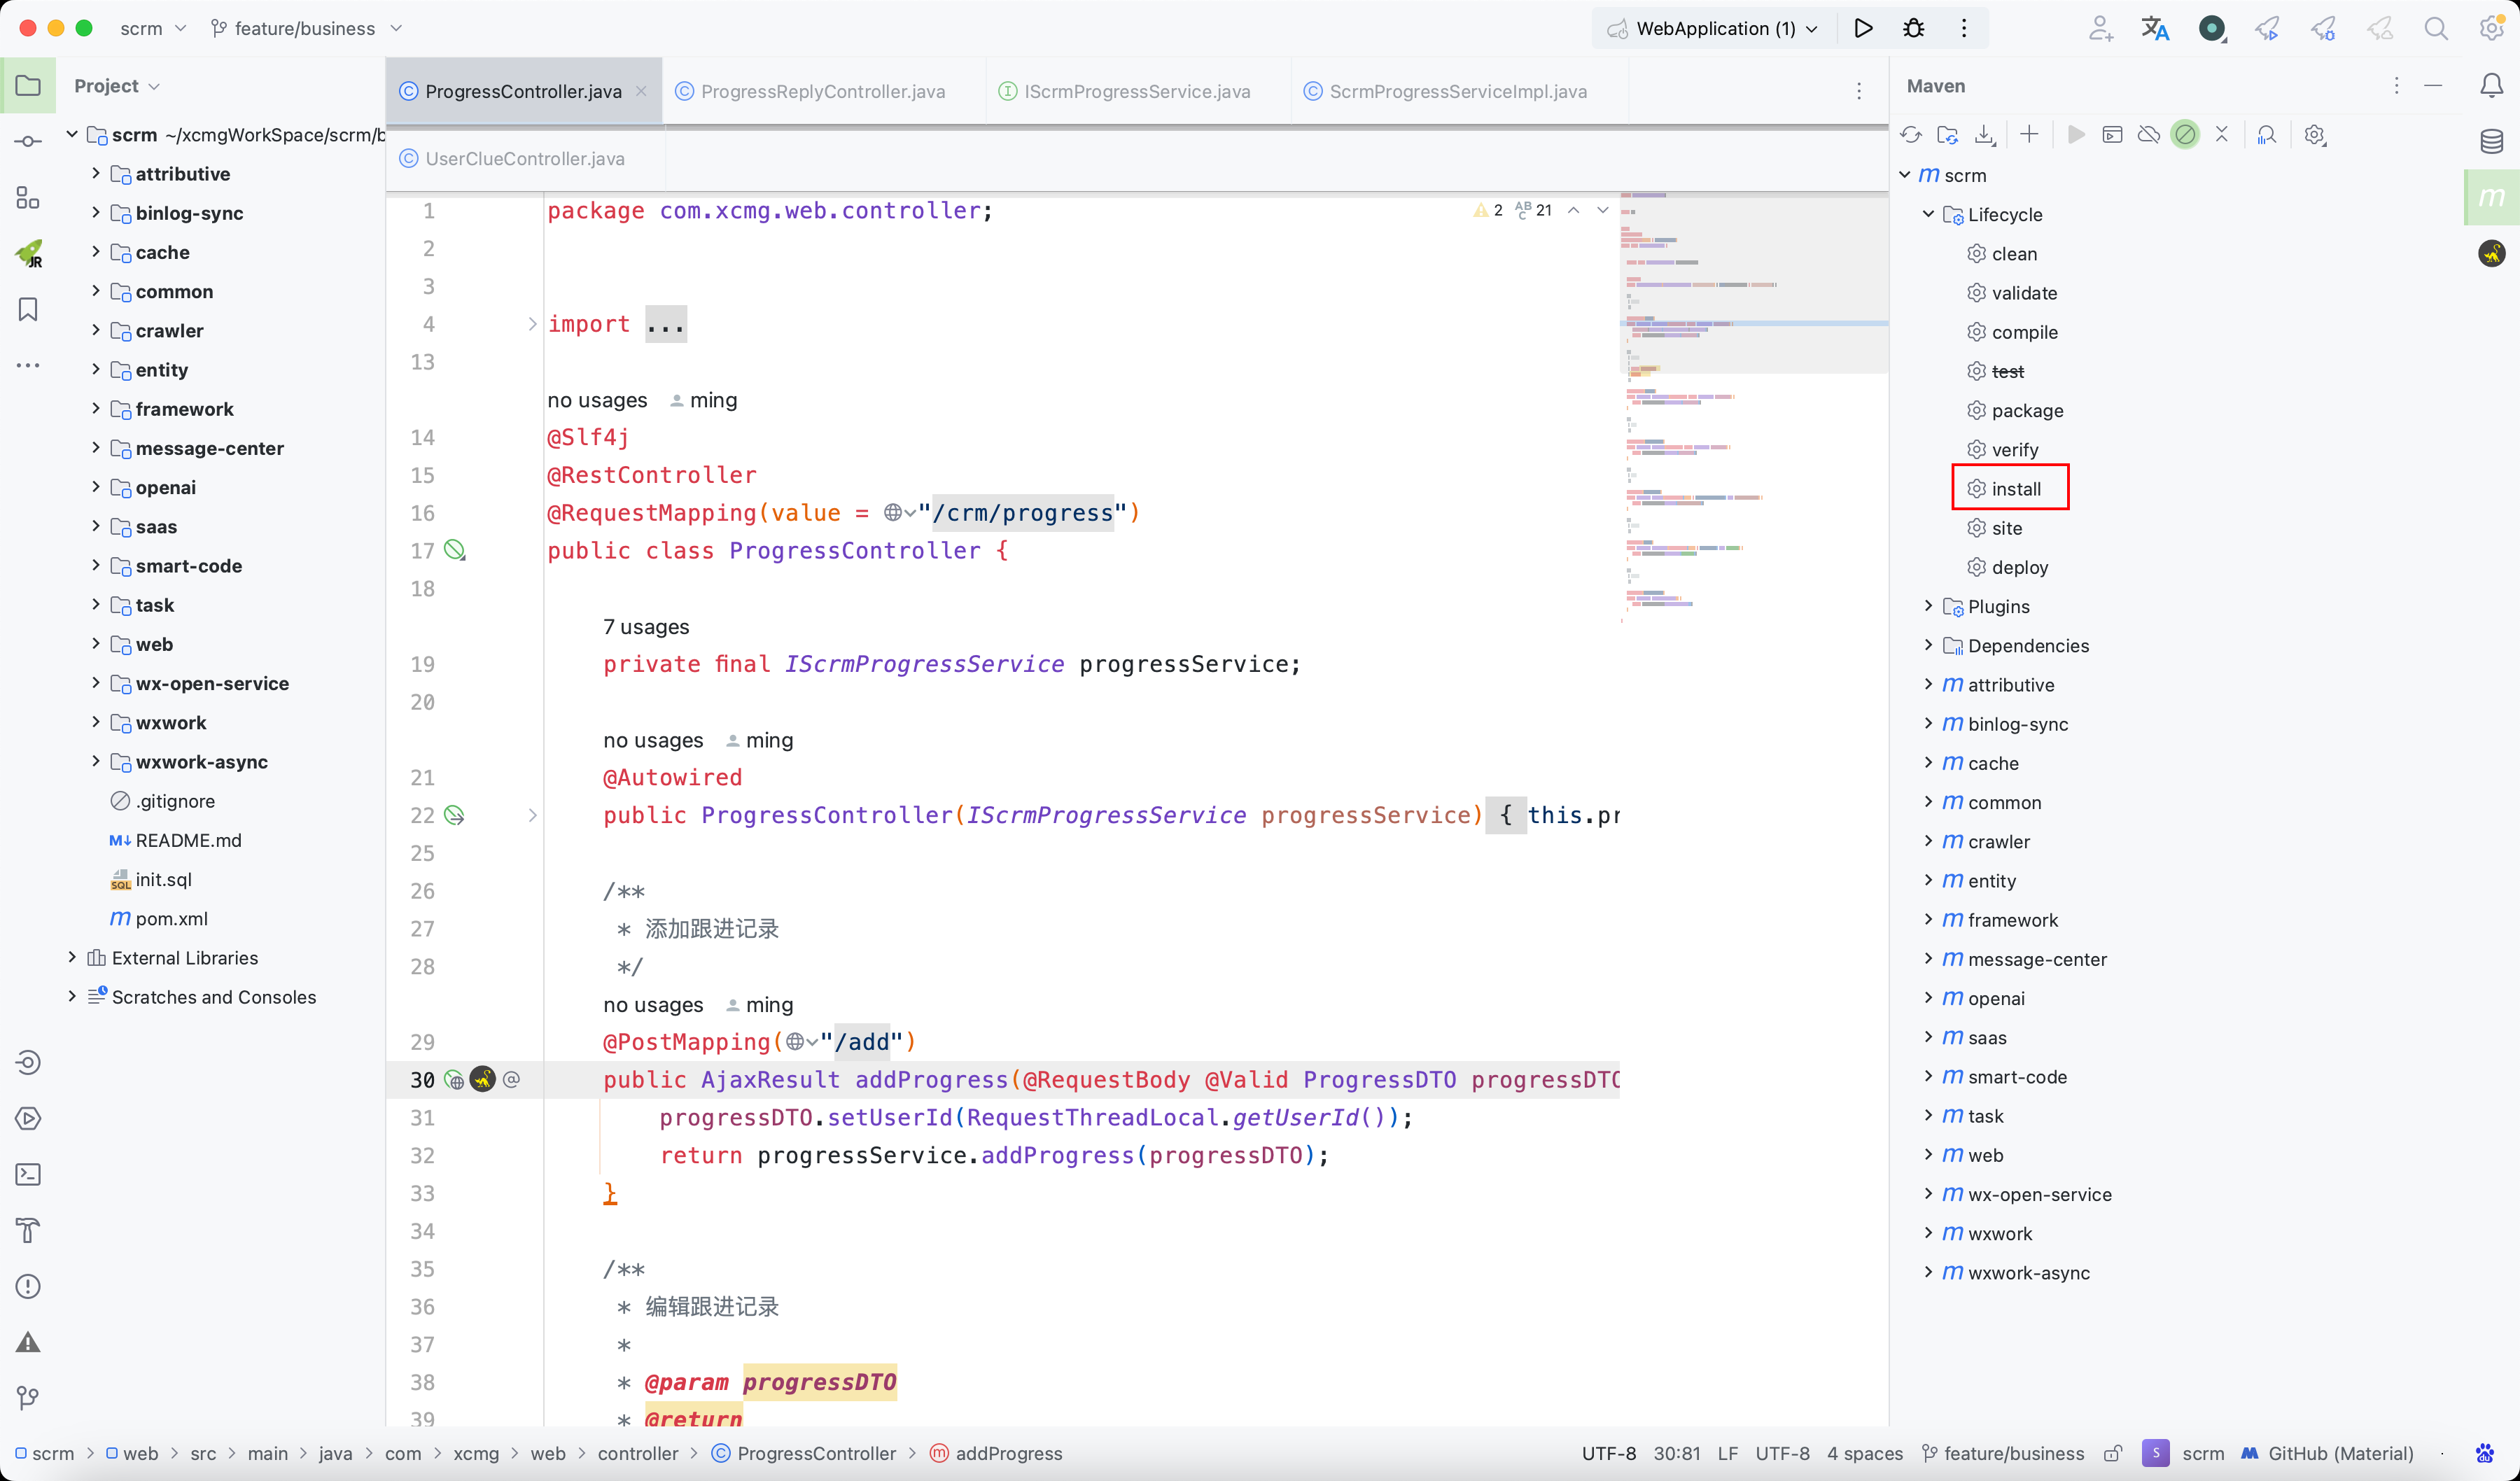 scrm
feature/business
WebApplication (1)
Project
scrm ~/xcmgWorkSpace/scrm/b
attributive
binlog-sync
cache
common
crawler
entity
framework
message-center
openai
saas
smart-code
task
web
wx-open-service
wxwork
wxwork-async
.gitignore
README.md
init.sql
pom.xml
External Libraries
Scratches and Consoles
ProgressController.java
ProgressReplyController.java
IScrmProgressService.java
ScrmProgressServiceImpl.java
UserClueController.java
2 21
1 package com.xcmg.web.controller;
2
3
4 import ...
13
no usages ming
14 @Slf4j
15 @RestController
16 @RequestMapping(value = "/crm/progress")
17 public class ProgressController {
18
7 usages
19 private final IScrmProgressService progressService;
20
no usages ming
21 @Autowired
22 public ProgressController(IScrmProgressService progressService) { this.pr
25
26 /**
27 * 添加跟进记录
28 */
no usages ming
29 @PostMapping("/add")
30 public AjaxResult addProgress(@RequestBody @Valid ProgressDTO progressDTO
31 progressDTO.setUserId(RequestThreadLocal.getUserId());
32 return progressService.addProgress(progressDTO);
33 }
34
35 /**
36 * 编辑跟进记录
37 *
38 * @param progressDTO
39 * @return
Maven
scrm
Lifecycle
clean
validate
compile
test
package
verify
install
site
deploy
Plugins
Dependencies
attributive
binlog-sync
cache
common
crawler
entity
framework
message-center
openai
saas
smart-code
task
web
wx-open-service
wxwork
wxwork-async
scrm > web > src > main > java > com > xcmg > web > controller > ProgressController > addProgress
UTF-8 30:81 LF UTF-8 4 spaces feature/business S scrm GitHub (Material)